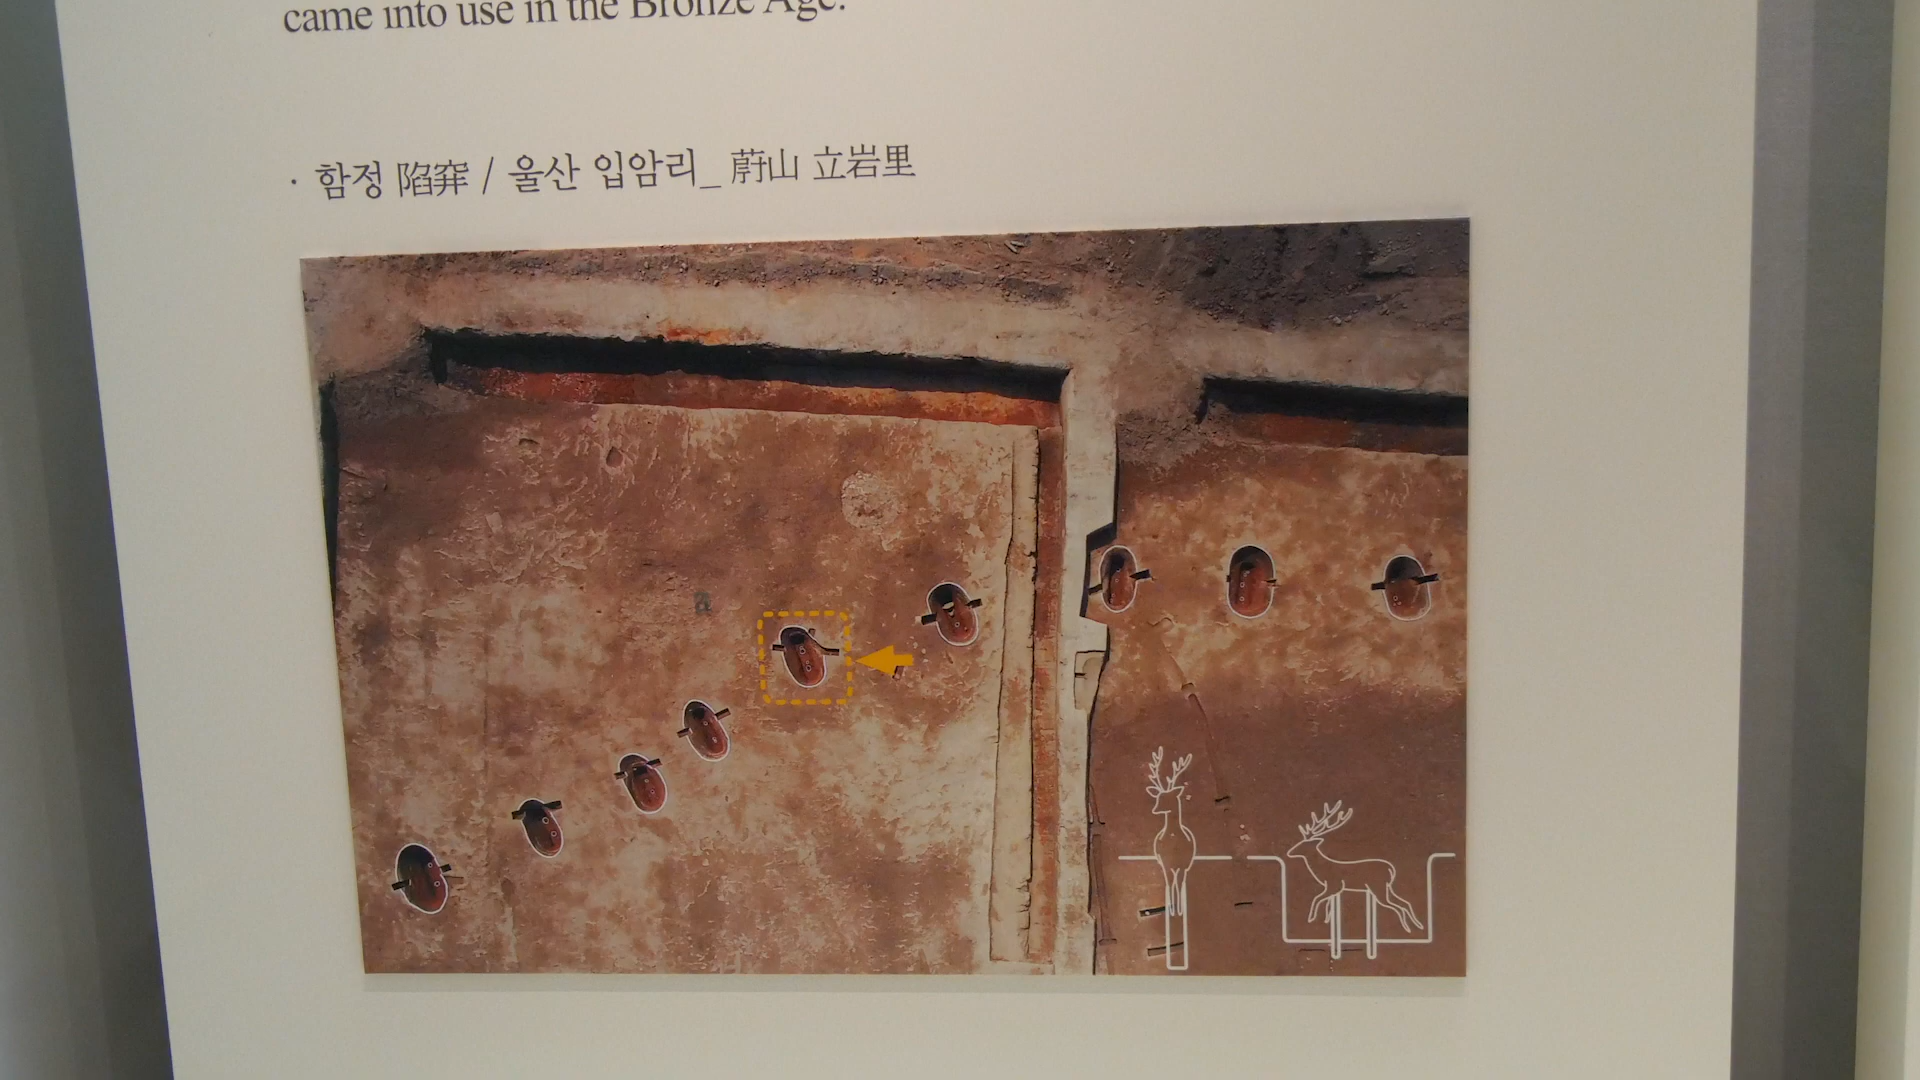 came into use in the Bronze Age.
· 함정 陷穽 / 울산 입암리_ 蔚山 立岩里